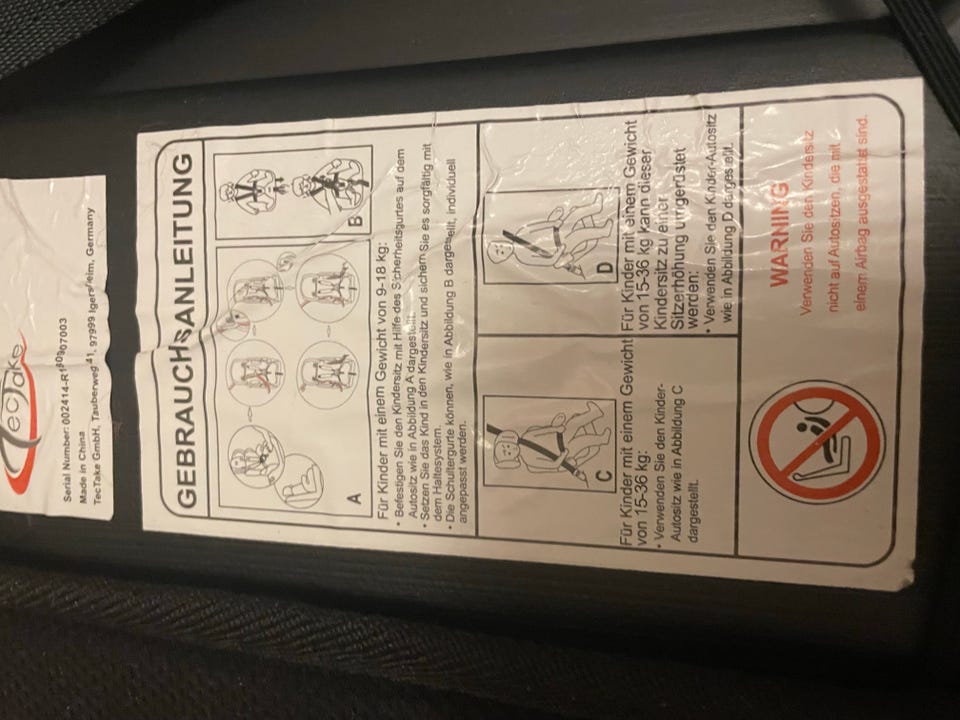 TecTake
Serial Number: 002414-R180907003
Made in China
TecTake GmbH, Tauberweg 41, 97999 Igersheim, Germany
GEBRAUCHSANLEITUNG
A
B
Für Kinder mit einem Gewicht von 9-18 kg:
• Befestigen Sie den Kindersitz mit Hilfe des Sicherheitsgurtes auf dem
Autositz wie in Abbildung A dargestellt.
• Setzen Sie das Kind in den Kindersitz und sichern Sie es sorgfältig mit
dem Haltesystem.
• Die Schultergurte können, wie in Abbildung B dargestellt, individuell
angepasst werden.
C
Für Kinder mit einem Gewicht
von 15-36 kg:
• Verwenden Sie den Kinder-
Autositz wie in Abbildung C
dargestellt.
D
Für Kinder mit einem Gewicht
von 15-36 kg kann dieser
Kindersitz zu einer
Sitzerhöhung umgerüstet
werden:
• Verwenden Sie den Kinder-Autositz
wie in Abbildung D dargestellt.
WARNING
Verwenden Sie den Kindersitz
nicht auf Autositzen, die mit
einem Airbag ausgestattet sind.